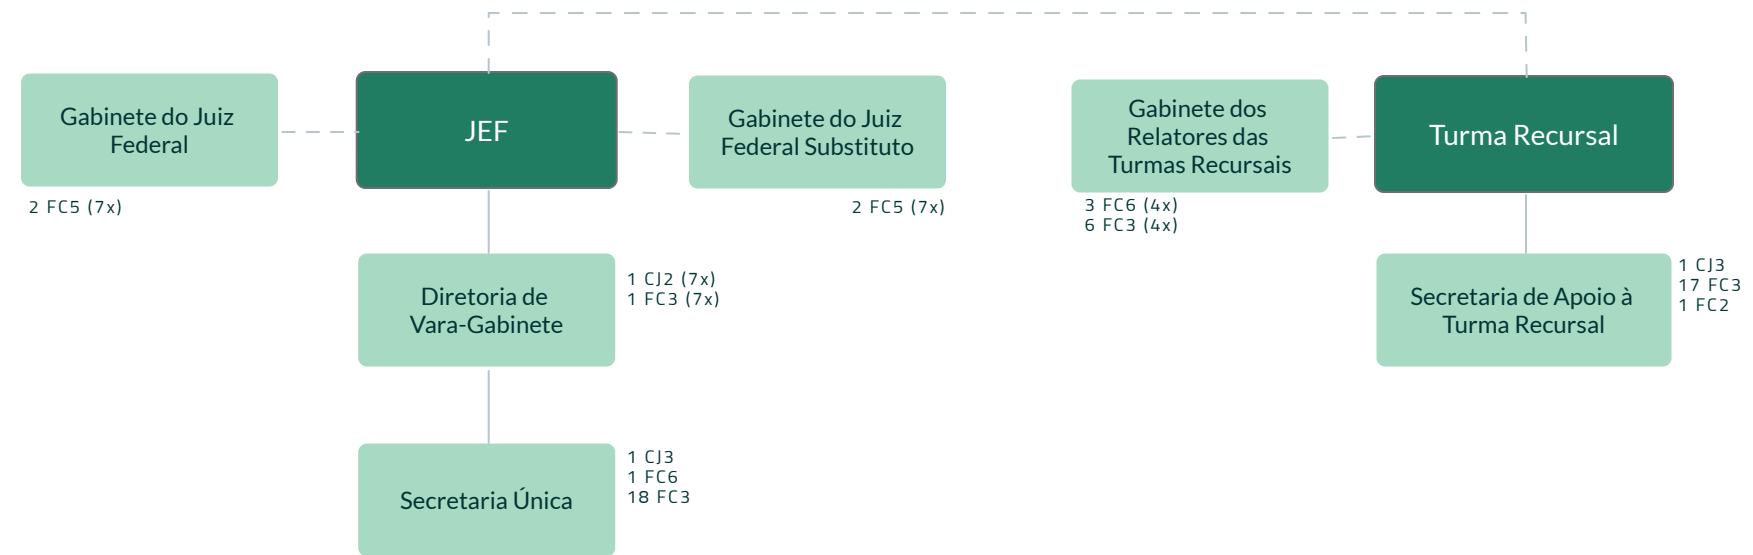 Gabinete do Juiz
Federal
2 FC5 (7x)
JEF
Gabinete do Juiz
Federal Substituto
2 FC5 (7x)
Diretoria de
Vara-Gabinete
1 CJ2 (7x)
1 FC3 (7x)
Secretaria Única
1 CJ3
1 FC6
18 FC3
Gabinete dos
Relatores das
Turmas Recursais
3 FC6 (4x)
6 FC3 (4x)
Turma Recursal
Secretaria de Apoio à
Turma Recursal
1 CJ3
17 FC3
1 FC2